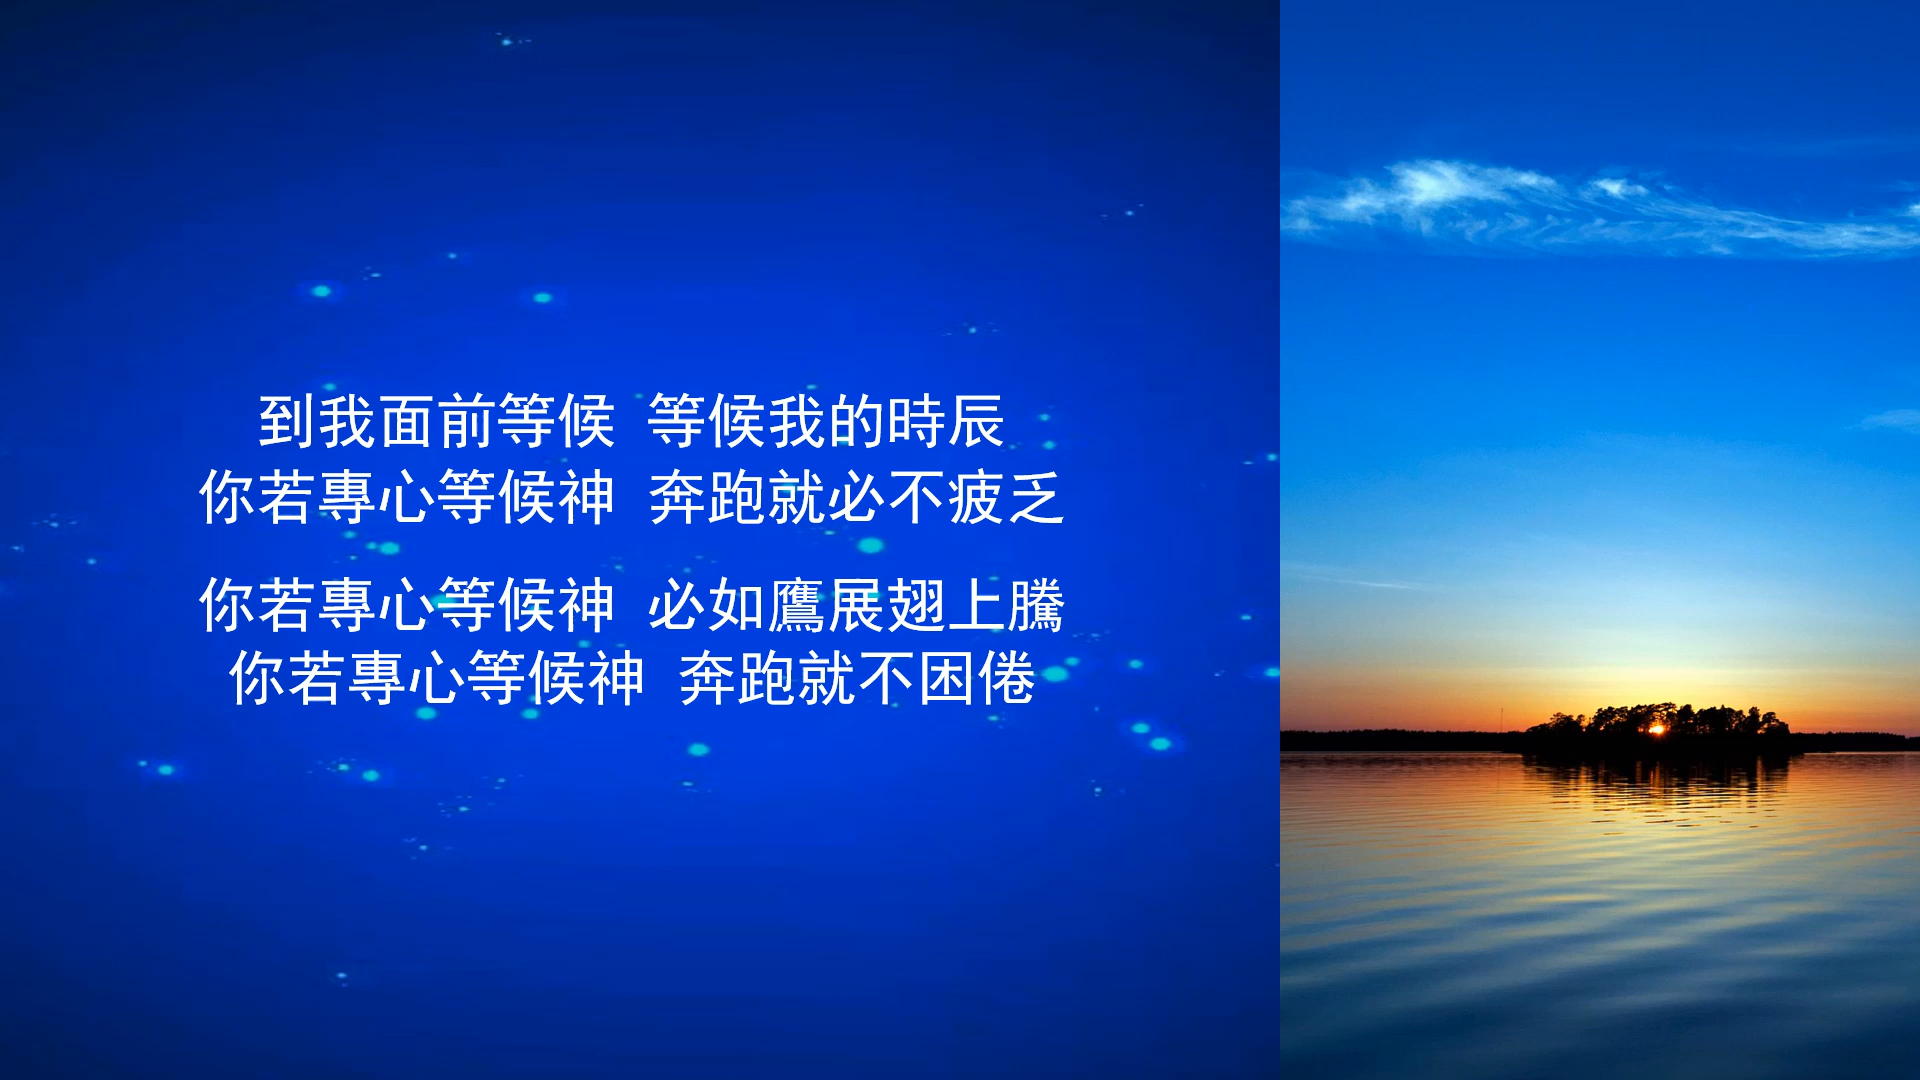 到我面前等候 等候我的時辰
你若專心等候神 奔跑就必不疲乏
你若專心等候神 必如鷹展翅上騰
你若專心等候神 奔跑就不困倦